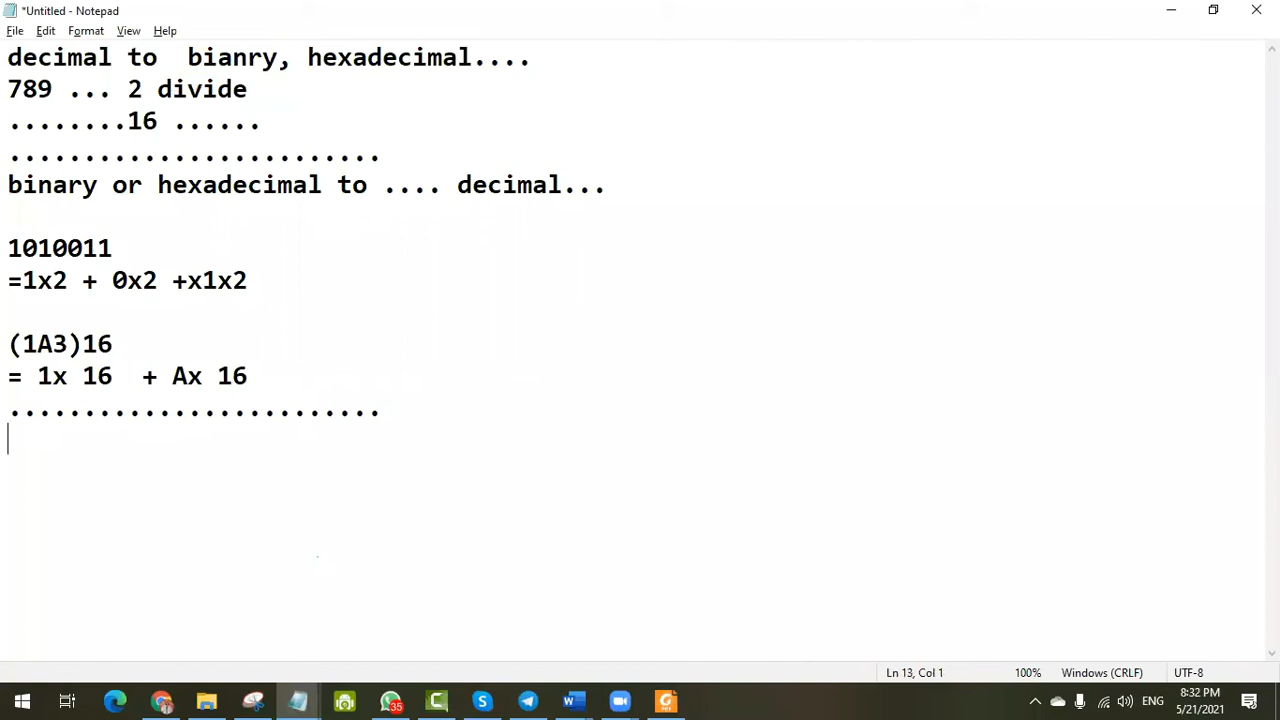 *Untitled - Notepad
File Edit Format View Help
decimal to  bianry, hexadecimal....
789 ... 2 divide
........16 ......
.........................
binary or hexadecimal to .... decimal...
1010011
=1x2 + 0x2 +x1x2
(1A3)16
= 1x 16  + Ax 16
.........................
Ln 13, Col 1 100% Windows (CRLF) UTF-8
35
ENG
8:32 PM
5/21/2021